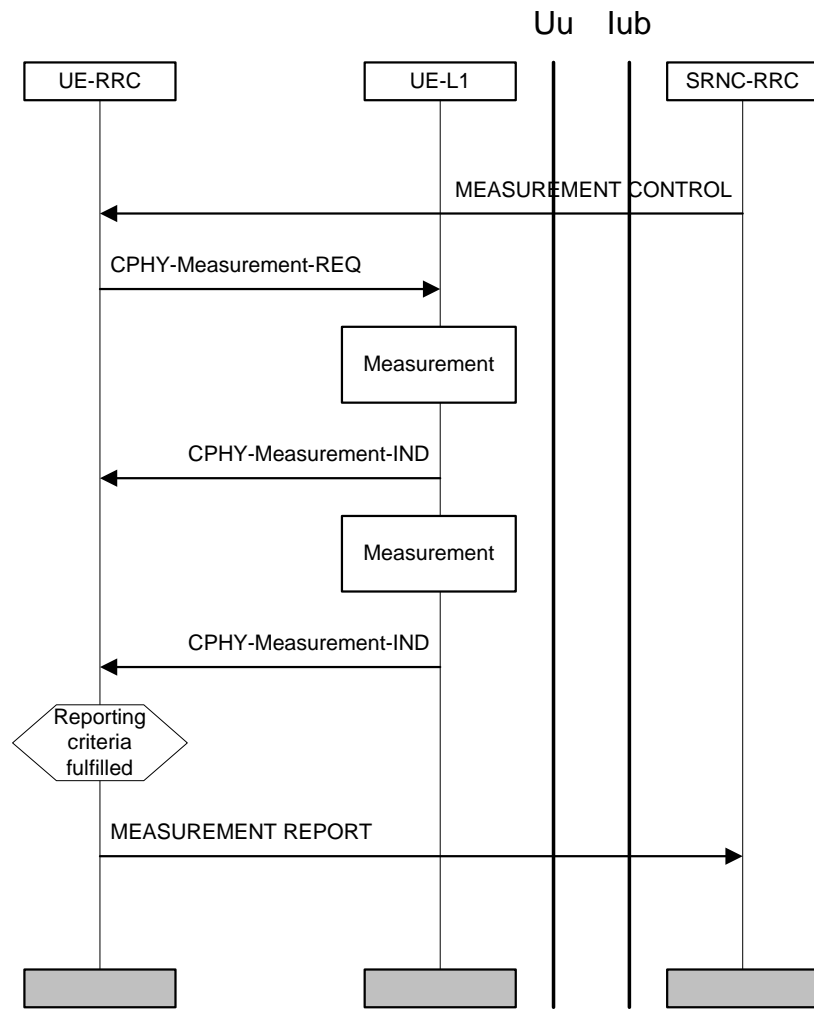 Uu Iub
UE-RRC UE-L1 SRNC-RRC
MEASUREMENT CONTROL
CPHY-Measurement-REQ
Measurement
CPHY-Measurement-IND
Measurement
CPHY-Measurement-IND
Reporting
criteria
fulfilled
MEASUREMENT REPORT